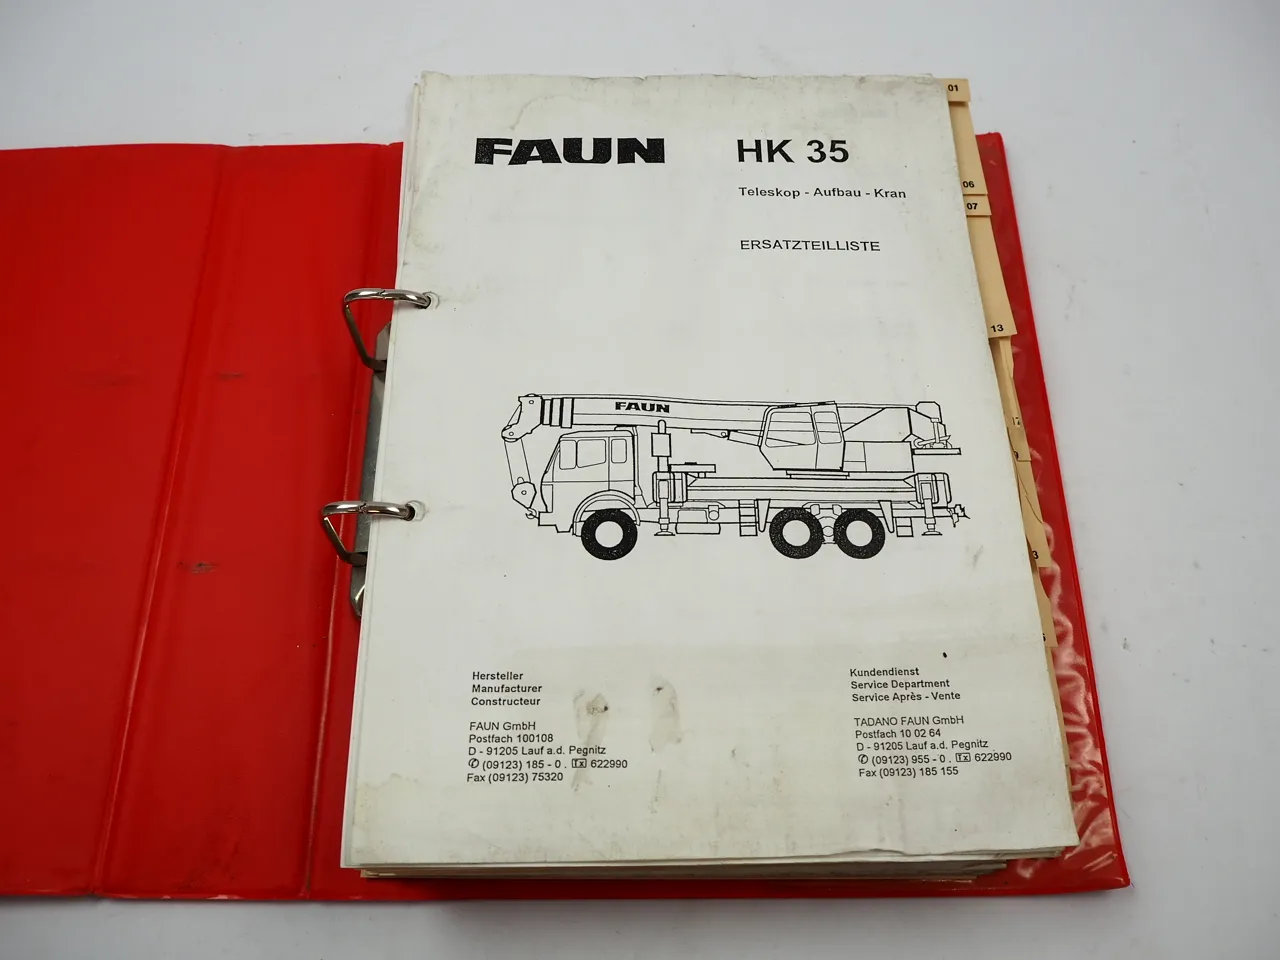 FAUN
HK 35
Teleskop - Aufbau - Kran
ERSATZTEILLISTE
FAUN
Hersteller
Manufacturer
Constructeur
FAUN GmbH
Postfach 100108
D - 91205 Lauf a.d. Pegnitz
✆ (09123) 185 - 0 . Tx 622990
Fax (09123) 75320
Kundendienst
Service Department
Service Après - Vente
TADANO FAUN GmbH
Postfach 10 02 64
D - 91205 Lauf a.d. Pegnitz
✆ (09123) 955 - 0 . Tx 622990
Fax (09123) 185 155
01
06
07
13